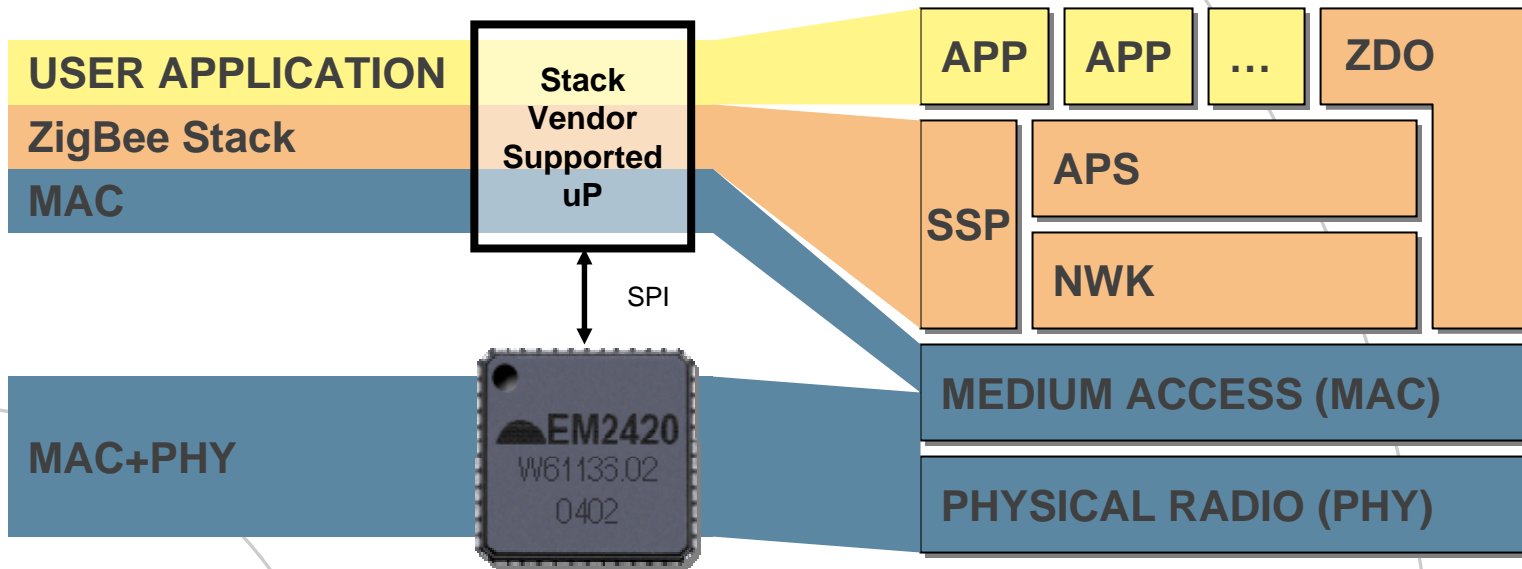 USER APPLICATION
ZigBee Stack
MAC
Stack
Vendor
Supported
uP
SPI
MAC+PHY
EM2420
W61136.02
0402
APP
APP
...
ZDO
SSP
APS
NWK
MEDIUM ACCESS (MAC)
PHYSICAL RADIO (PHY)